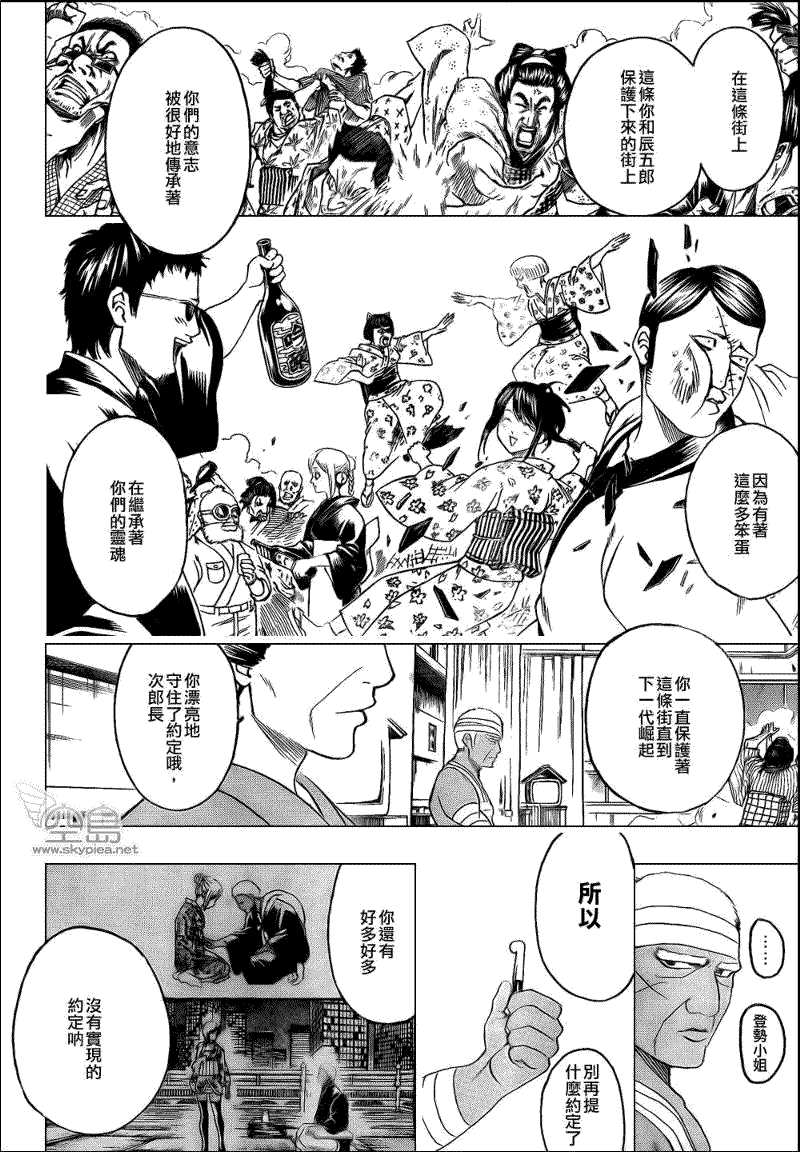 在這條街上
這條你和辰五郎
保護下來的街上
你們的意志
被很好地傳承著
因為有著
這麼多笨蛋
在繼承著
你們的靈魂
你一直保護著
這條街直到
下一代崛起
你漂亮地
守住了約定哦，
次郎長
……
登勢小姐
所以
別再提
什麼約定了
你還有
好多好多
沒有實現的
約定吶
空島
www.skypiea.net